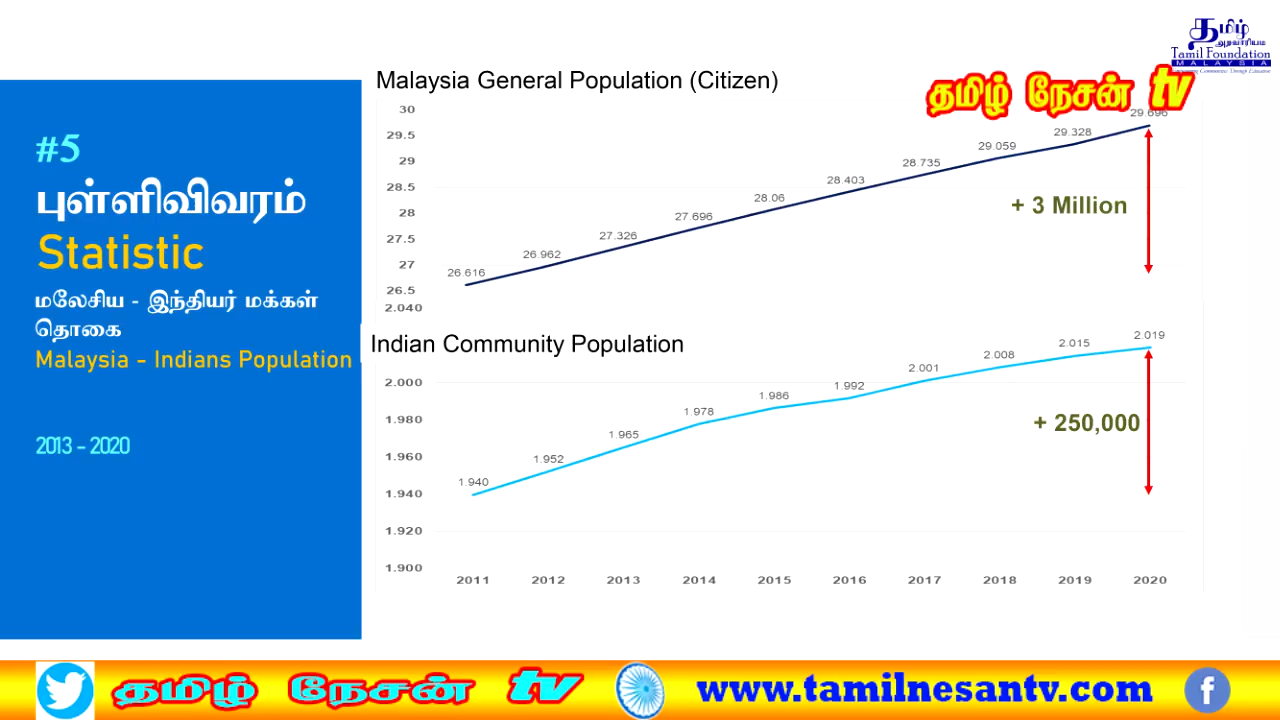 தமிழ்
அறவாரியம்
Tamil Foundation
MALAYSIA
தமிழ் நேசன் tv
#5
புள்ளிவிவரம்
Statistic
மலேசிய - இந்தியர் மக்கள்
தொகை
Malaysia - Indians Population
2013 - 2020
Malaysia General Population (Citizen)
30
29.5
29
28.5
28
27.5
27
26.5
2.040
26.616
26.962
27.326
27.696
28.06
28.403
28.735
29.059
29.328
29.696
+ 3 Million
Indian Community Population
2.000
1.980
1.960
1.940
1.920
1.900
1.940
1.952
1.965
1.978
1.986
1.992
2.001
2.008
2.015
2.019
+ 250,000
2011 2012 2013 2014 2015 2016 2017 2018 2019 2020
தமிழ் நேசன் tv www.tamilnesantv.com f